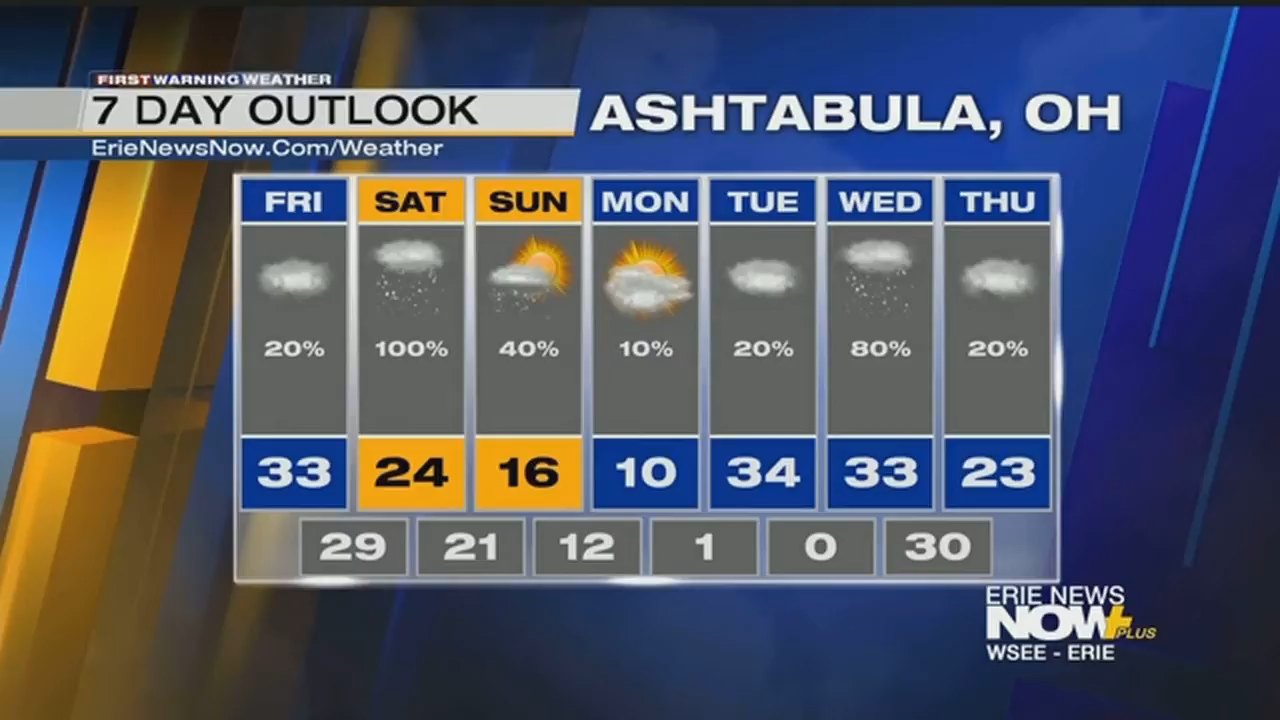 FIRST WARNING WEATHER
7 DAY OUTLOOK
ErieNewsNow.Com/Weather
ASHTABULA, OH
FRI SAT SUN MON TUE WED THU
20% 100% 40% 10% 20% 80% 20%
33 24 16 10 34 33 23
29 21 12 1 0 30
ERIE NEWS
NOW PLUS
WSEE - ERIE